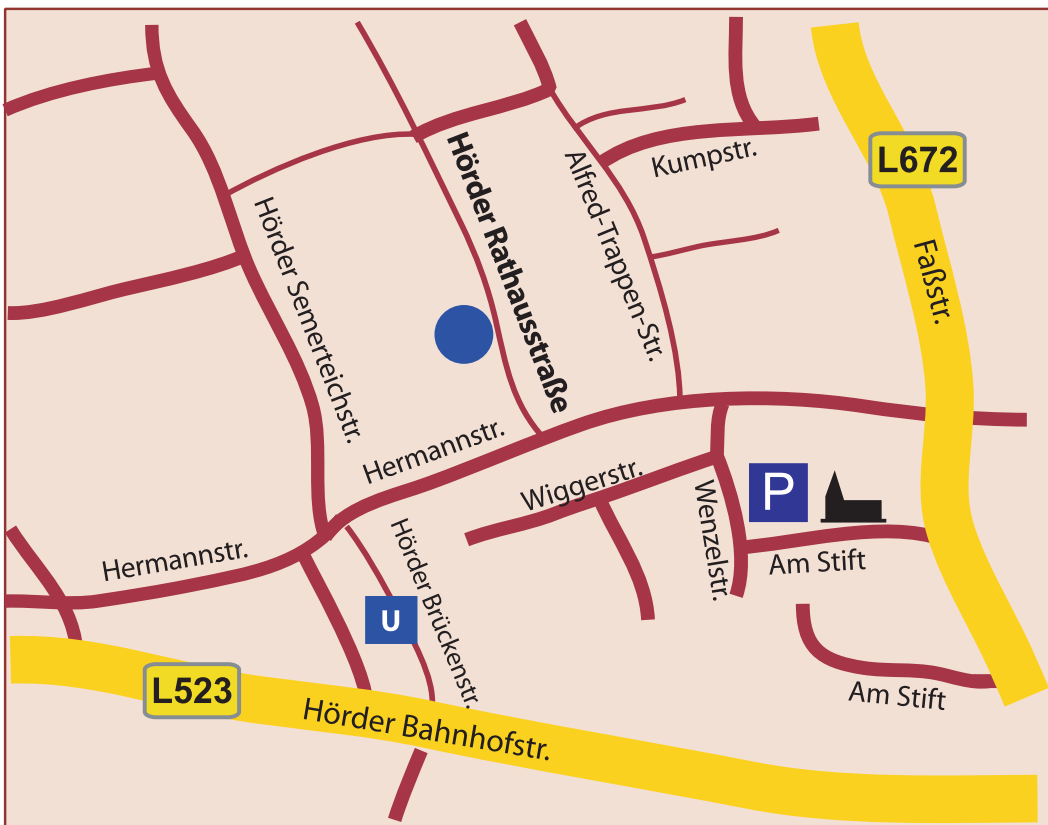 L672
Kumpstr.
Hörder Rathausstraße
Alfred-Trappen-Str.
Hörder Semerteichstr.
Faßstr.
Hermannstr.
Wiggerstr.
P
Wenzelstr.
Hermannstr.
Am Stift
Hörder Brückenstr.
U
L523
Am Stift
Hörder Bahnhofstr.